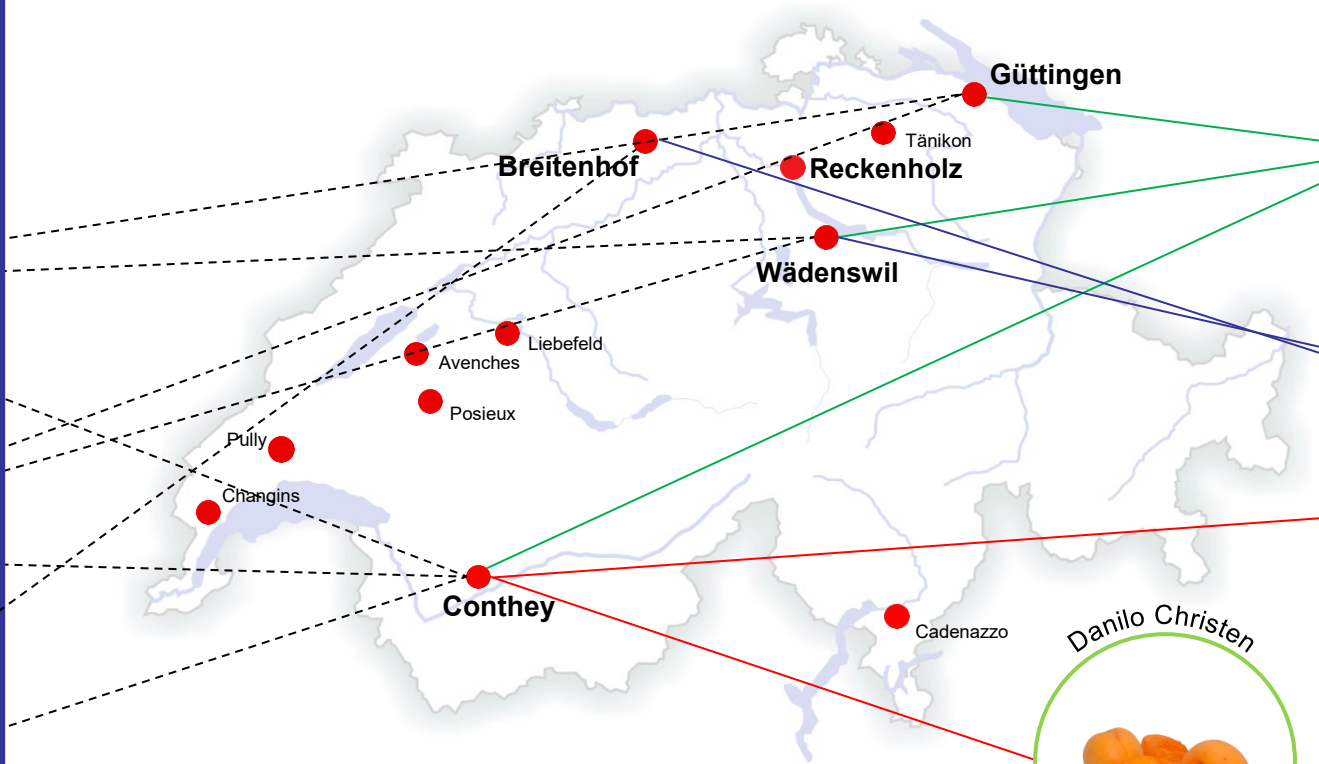 Güttingen
Tänikon
Breitenhof
Reckenholz
Wädenswil
Liebefeld
Avenches
Posieux
Pully
Changins
Conthey
Cadenazzo
Danilo Christen